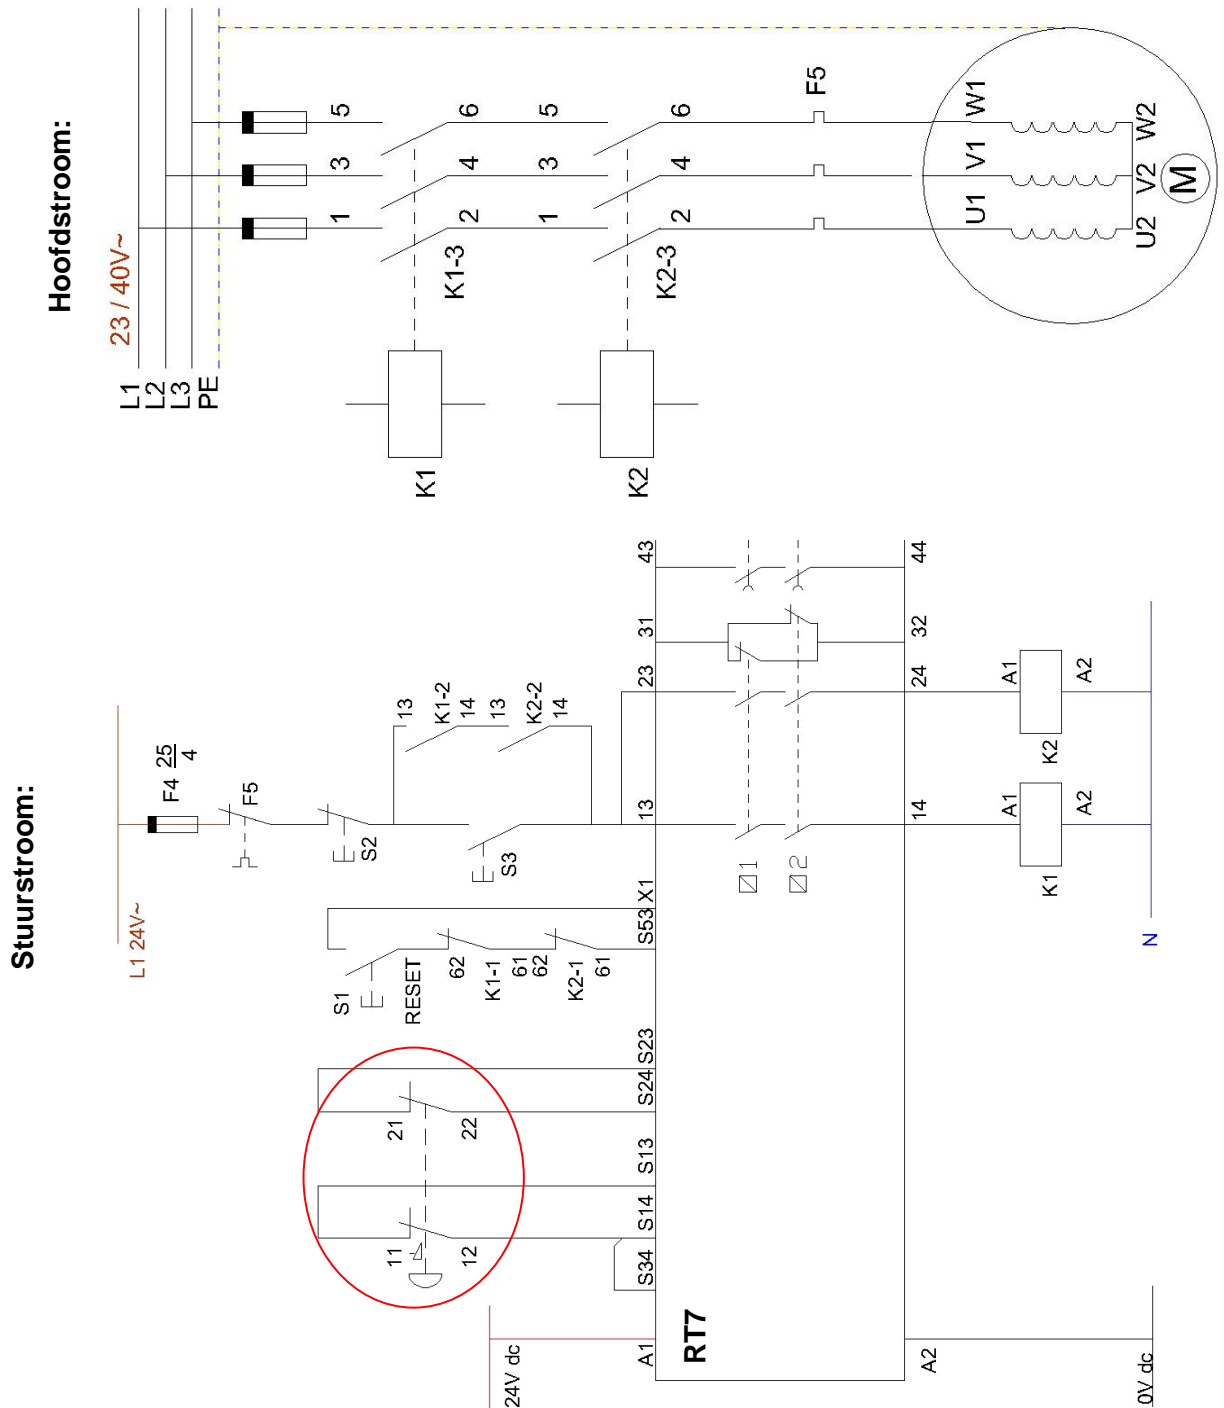 Hoofdstroom:
23 / 40V~
L1
L2
L3
PE
5
6
5
6
F5
W1
W2
3
4
3
4
V1
V2
1
2
1
2
U1
U2
M
K1-3
K2-3
K1
K2
Stuurstroom:
L1 24V~
F4
25
4
F5
S2
S3
13
K1-2
14
13
K2-2
14
S1
RESET
62
K1-1
61
62
K2-1
61
21
22
11
12
A1
S34
S14
S13
S24
S23
S53
X1
13
23
31
43
1
2
RT7
A2
14
24
32
44
A1
A2
K1
A1
A2
K2
N
24V dc
0V dc